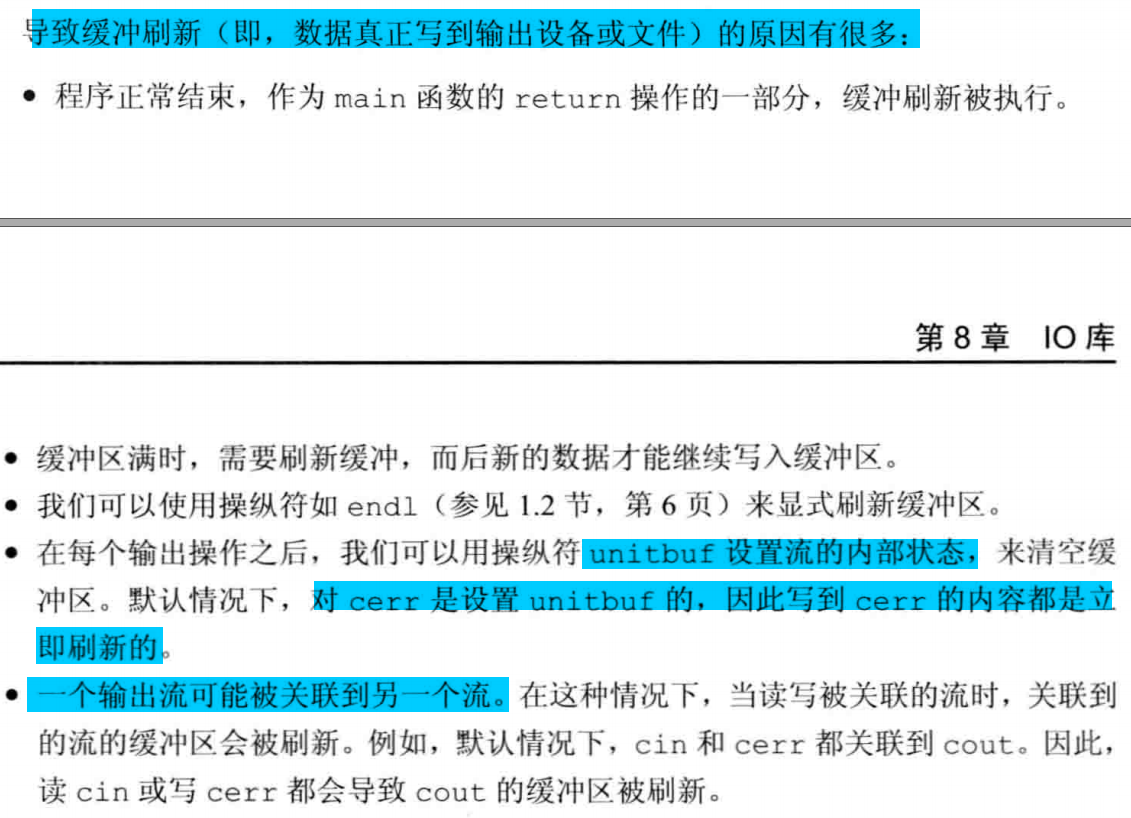 导致缓冲刷新（即，数据真正写到输出设备或文件）的原因有很多：
● 程序正常结束，作为 main 函数的 return 操作的一部分，缓冲刷新被执行。
第 8 章 IO 库
● 缓冲区满时，需要刷新缓冲，而后新的数据才能继续写入缓冲区。
● 我们可以使用操纵符如 endl（参见 1.2 节，第 6 页）来显式刷新缓冲区。
● 在每个输出操作之后，我们可以用操纵符 unitbuf 设置流的内部状态，来清空缓
冲区。默认情况下，对 cerr 是设置 unitbuf 的，因此写到 cerr 的内容都是立
即刷新的。
● 一个输出流可能被关联到另一个流。在这种情况下，当读写被关联的流时，关联到
的流的缓冲区会被刷新。例如，默认情况下，cin 和 cerr 都关联到 cout。因此，
读 cin 或写 cerr 都会导致 cout 的缓冲区被刷新。